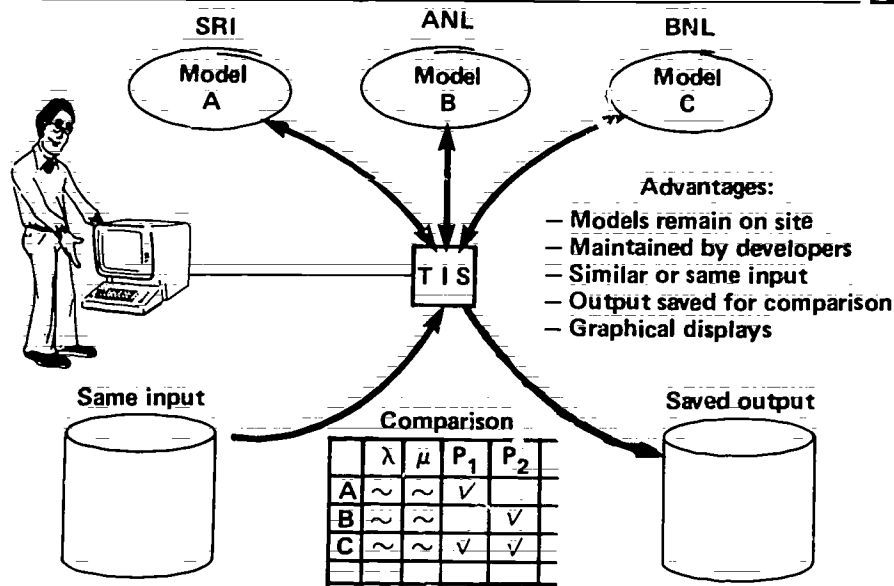 SRI
ANL
BNL
Model
A
Model
B
Model
C
Advantages:
– Models remain on site
– Maintained by developers
– Similar or same input
– Output saved for comparison
– Graphical displays
T I S
Same input
Comparison
Saved output
λ μ P₁ P₂
A ~ ~ √
B ~ ~ √
C ~ ~ √ √